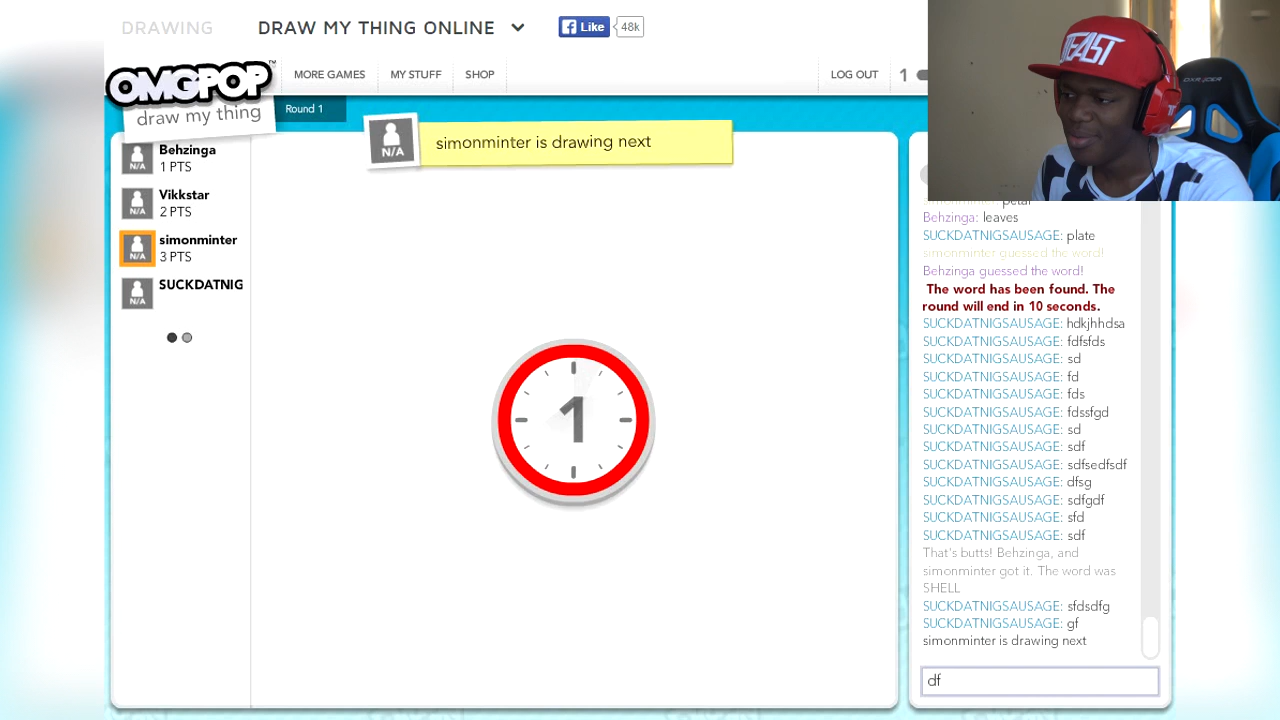 DRAWING
DRAW MY THING ONLINE
Like
48k
OMGPOP™
MORE GAMES
MY STUFF
SHOP
LOG OUT
1
draw my thing
Round 1
N/A
simonminter is drawing next
N/A
Behzinga
1 PTS
N/A
Vikkstar
2 PTS
N/A
simonminter
3 PTS
N/A
SUCKDATNIG
1
petal
Behzinga: leaves
SUCKDATNIGSAUSAGE: plate
simonminter guessed the word!
Behzinga guessed the word!
The word has been found. The
round will end in 10 seconds.
SUCKDATNIGSAUSAGE: hdkjhhdsa
SUCKDATNIGSAUSAGE: fdfsfds
SUCKDATNIGSAUSAGE: sd
SUCKDATNIGSAUSAGE: fd
SUCKDATNIGSAUSAGE: fds
SUCKDATNIGSAUSAGE: fdssfgd
SUCKDATNIGSAUSAGE: sd
SUCKDATNIGSAUSAGE: sdf
SUCKDATNIGSAUSAGE: sdfsedfsdf
SUCKDATNIGSAUSAGE: dfsg
SUCKDATNIGSAUSAGE: sdfgdf
SUCKDATNIGSAUSAGE: sfd
SUCKDATNIGSAUSAGE: sdf
That's butts! Behzinga, and
simonminter got it. The word was
SHELL
SUCKDATNIGSAUSAGE: sfdsdfg
SUCKDATNIGSAUSAGE: gf
simonminter is drawing next
df